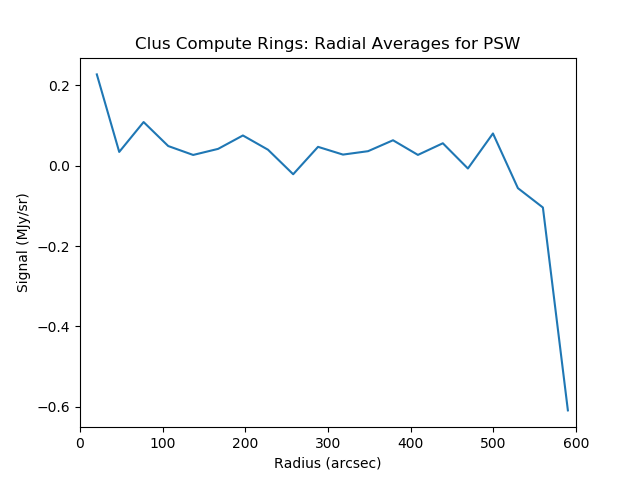 Clus Compute Rings: Radial Averages for PSW
Signal (MJy/sr)
0.2
0.0
−0.2
−0.4
−0.6
0 100 200 300 400 500 600
Radius (arcsec)